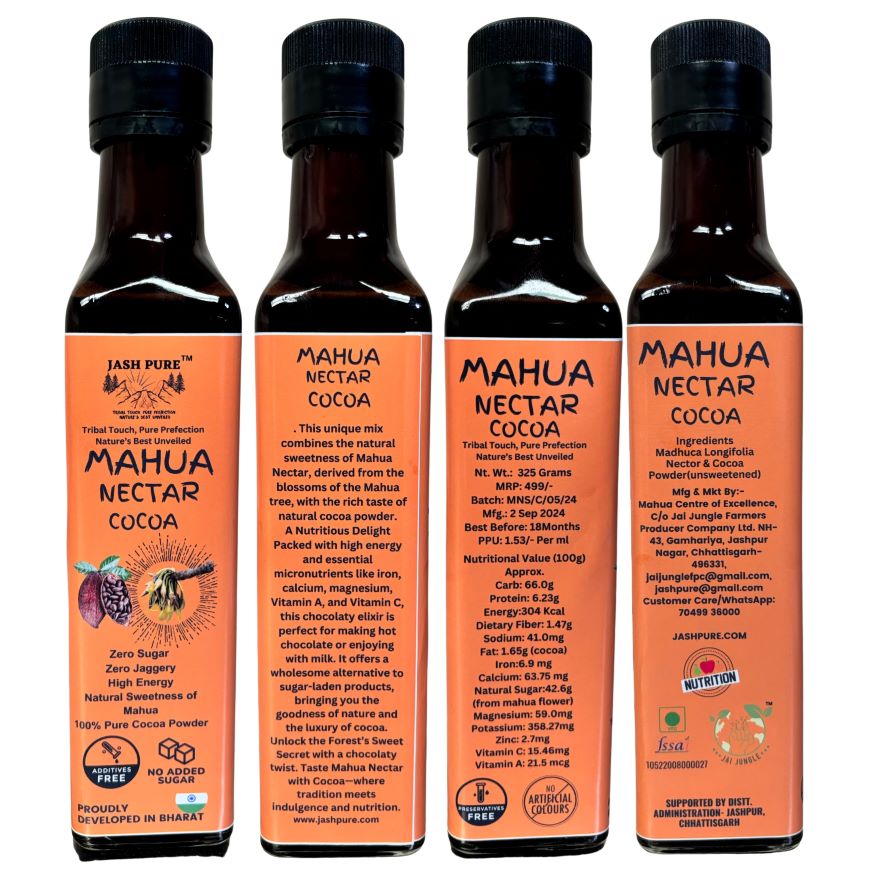 JASH PURE™
TRIBAL TOUCH, PURE PREFECTION
NATURE'S BEST UNVEILED
Tribal Touch, Pure Prefection
Nature's Best Unveiled
MAHUA
NECTAR
COCOA
Zero Sugar
Zero Jaggery
High Energy
Natural Sweetness of
Mahua
100% Pure Cocoa Powder
ADDITIVES
FREE
NO ADDED
SUGAR
PROUDLY
DEVELOPED IN BHARAT
MAHUA
NECTAR
COCOA
. This unique mix
combines the natural
sweetness of Mahua
Nectar, derived from the
blossoms of the Mahua
tree, with the rich taste of
natural cocoa powder.
A Nutritious Delight
Packed with high energy
and essential
micronutrients like iron,
calcium, magnesium,
Vitamin A, and Vitamin C,
this chocolaty elixir is
perfect for making hot
chocolate or enjoying
with milk. It offers a
wholesome alternative to
sugar-laden products,
bringing you the
goodness of nature and
the luxury of cocoa.
Unlock the Forest's Sweet
Secret with a chocolaty
twist. Taste Mahua Nectar
with Cocoa—where
tradition meets
indulgence and nutrition.
www.jashpure.com
MAHUA
NECTAR
COCOA
Tribal Touch, Pure Prefection
Nature's Best Unveiled
Nt. Wt.: 325 Grams
MRP: 499/-
Batch: MNS/C/05/24
Mfg.: 2 Sep 2024
Best Before: 18Months
PPU: 1.53/- Per ml
Nutritional Value (100g)
Approx.
Carb: 66.0g
Protein: 6.23g
Energy:304 Kcal
Dietary Fiber: 1.47g
Sodium: 41.0mg
Fat: 1.65g (cocoa)
Iron:6.9 mg
Calcium: 63.75 mg
Natural Sugar:42.6g
(from mahua flower)
Magnesium: 59.0mg
Potassium: 358.27mg
Zinc: 2.7mg
Vitamin C: 15.46mg
Vitamin A: 21.5 mcg
PRESERVATIVES
FREE
NO
ARTIFICIAL
COLOURS
MAHUA
NECTAR
COCOA
Ingredients
Madhuca Longifolia
Nector & Cocoa
Powder(unsweetened)
Mfg & Mkt By:-
Mahua Centre of Excellence,
C/o Jai Jungle Farmers
Producer Company Ltd. NH-
43, Gamhariya, Jashpur
Nagar, Chhattisgarh-
496331,
jaijunglefpc@gmail.com,
jashpure@gmail.com
Customer Care/WhatsApp:
70499 36000
JASHPURE.COM
NUTRITION
fssai
JAI JUNGLE
™
10522008000027
SUPPORTED BY DISTT.
ADMINISTRATION- JASHPUR,
CHHATTISGARH